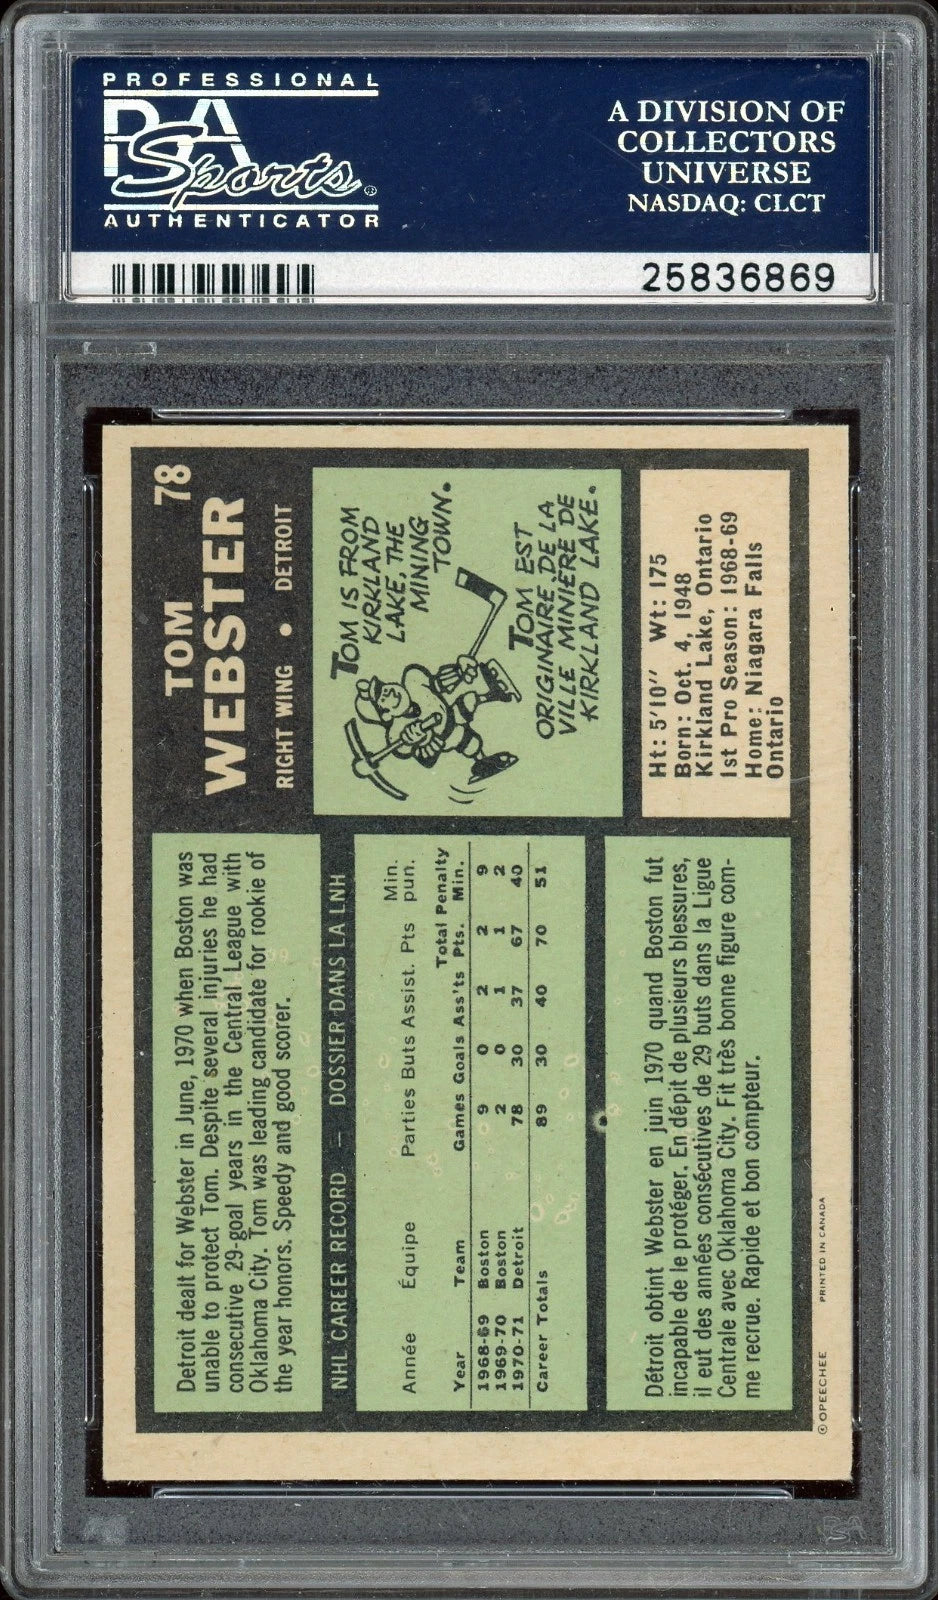 PROFESSIONAL
PSA
Sports
AUTHENTICATOR
A DIVISION OF
COLLECTORS
UNIVERSE
NASDAQ: CLCT
25836869
TOM 78
WEBSTER
RIGHT WING • DETROIT
TOM IS FROM
KIRKLAND
LAKE, THE
MINING
TOWN.
TOM EST
ORIGINAIRE DE LA
VILLE MINIÈRE DE
KIRKLAND LAKE.
Ht: 5'10" Wt: 175
Born: Oct. 4, 1948
Kirkland Lake, Ontario
1st Pro Season: 1968-69
Home: Niagara Falls
Ontario
Detroit dealt for Webster in June, 1970 when Boston was
unable to protect Tom. Despite several injuries he had
consecutive 29-goal years in the Central League with
Oklahoma City. Tom was leading candidate for rookie of
the year honors. Speedy and good scorer.
NHL CAREER RECORD — DOSSIER DANS LA LNH
Min.
Année Équipe Parties Buts Assist. Pts pun.
Total Penalty
Year Team Games Goals Ass'ts Pts. Min.
1968-69 Boston 9 0 2 2 9
1969-70 Boston 2 0 1 1 2
1970-71 Detroit 78 30 37 67 40
Career Totals 89 30 40 70 51
Détroit obtint Webster en juin 1970 quand Boston fut
incapable de le protéger. En dépit de plusieurs blessures,
il eut des années consécutives de 29 buts dans la Ligue
Centrale avec Oklahoma City. Fit très bonne figure com-
me recrue. Rapide et bon compteur.
© OPEECHEE PRINTED IN CANADA